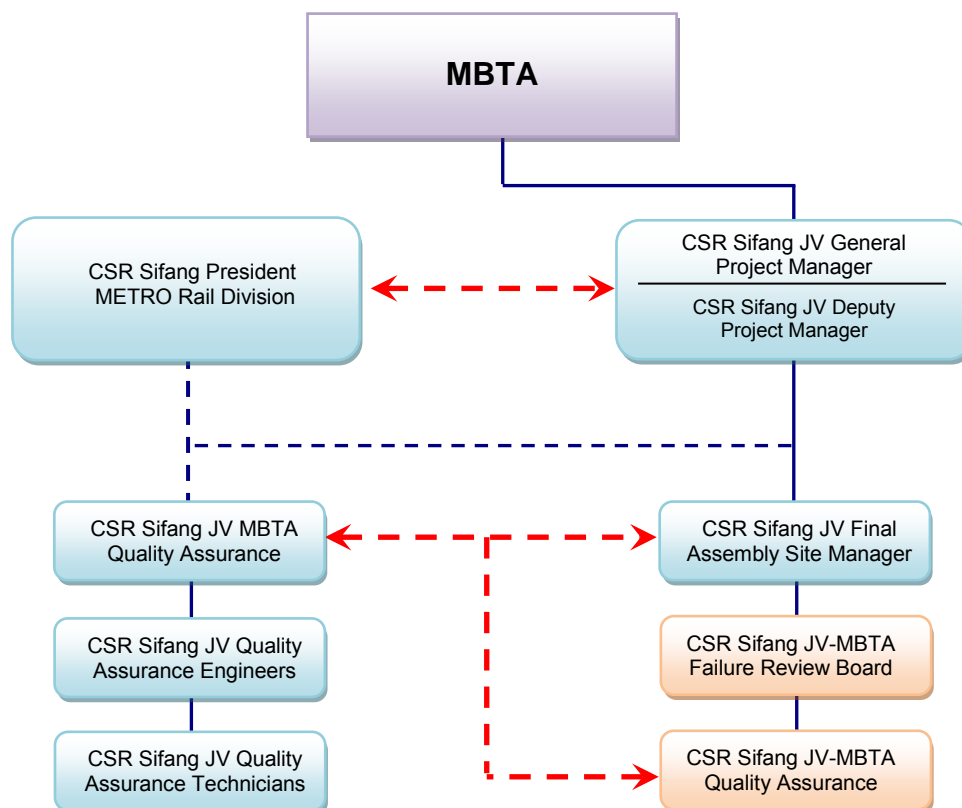 MBTA
CSR Sifang President
METRO Rail Division
CSR Sifang JV General
Project Manager
CSR Sifang JV Deputy
Project Manager
CSR Sifang JV MBTA
Quality Assurance
CSR Sifang JV Final
Assembly Site Manager
CSR Sifang JV Quality
Assurance Engineers
CSR Sifang JV-MBTA
Failure Review Board
CSR Sifang JV Quality
Assurance Technicians
CSR Sifang JV-MBTA
Quality Assurance